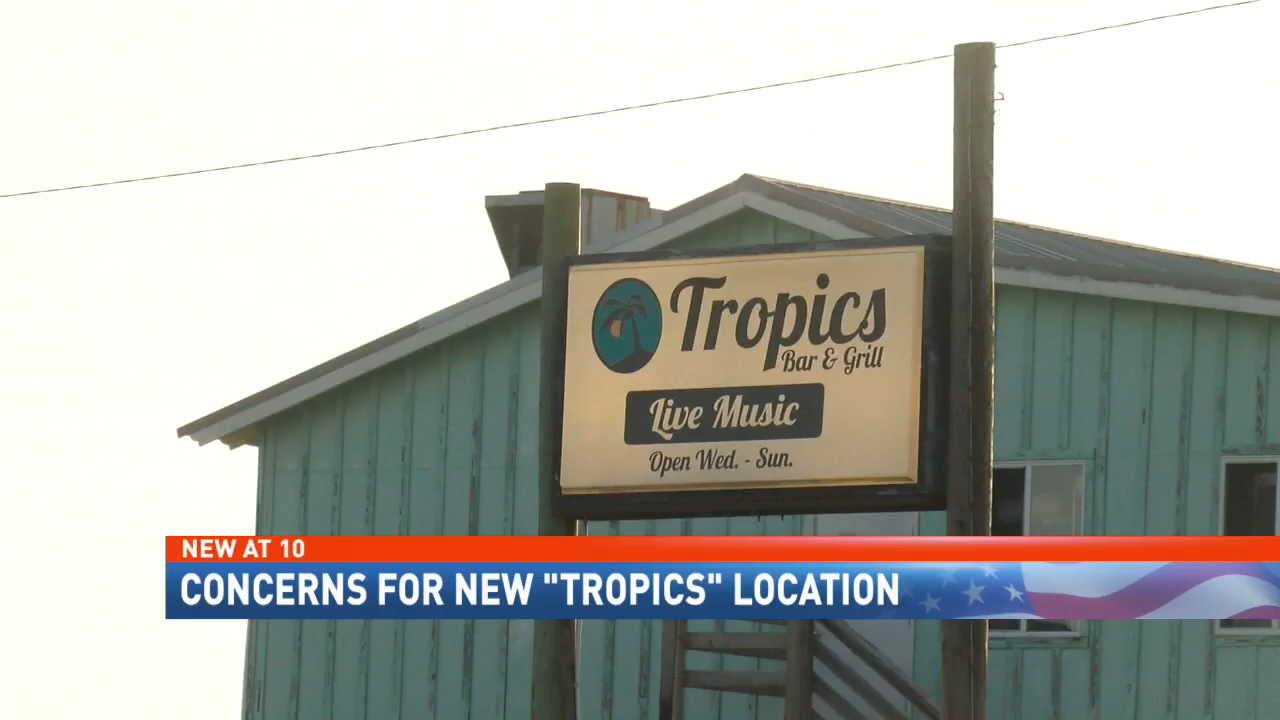 Tropics
Bar & Grill
Live Music
Open Wed. - Sun.
NEW AT 10
CONCERNS FOR NEW "TROPICS" LOCATION